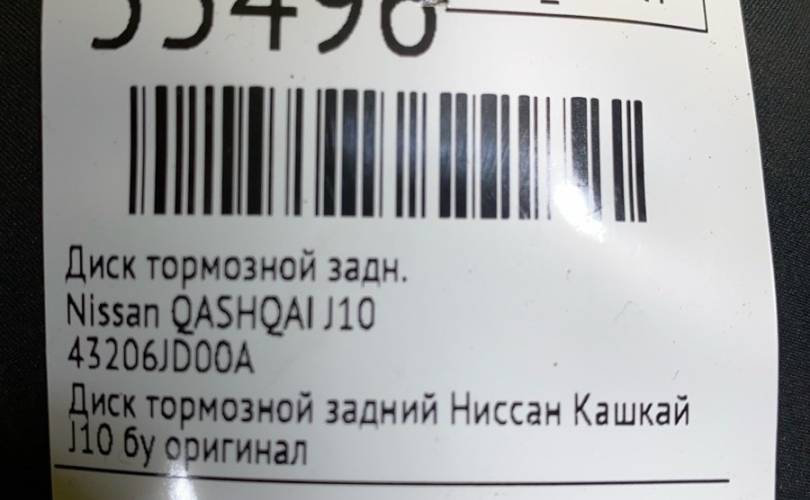 Диск тормозной задн.
Nissan QASHQAI J10
43206JD00A
Диск тормозной задний Ниссан Кашкай
J10 бу оригинал